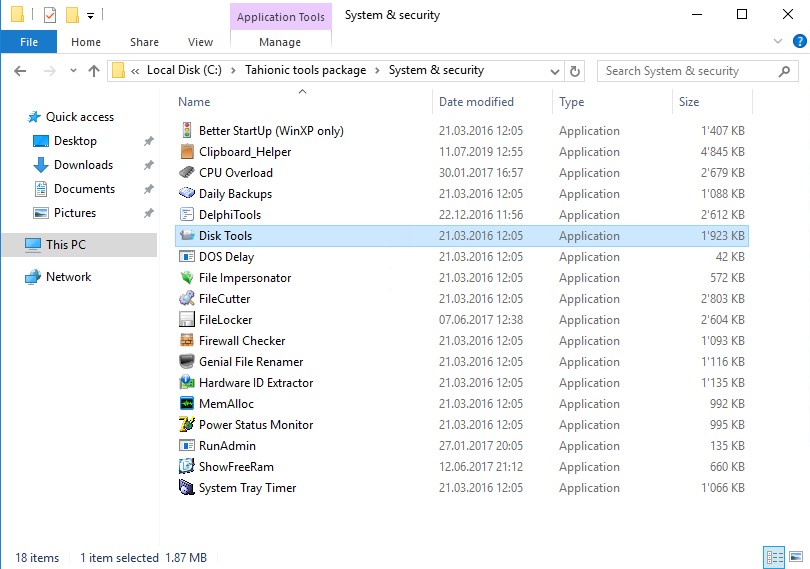 Application Tools System & security
File Home Share View Manage
Local Disk (C:) Tahionic tools package System & security Search System & security
Name Date modified Type Size
Quick access
Desktop
Downloads
Documents
Pictures
This PC
Network
Better StartUp (WinXP only) 21.03.2016 12:05 Application 1'407 KB
Clipboard_Helper 11.07.2019 12:55 Application 4'845 KB
CPU Overload 30.01.2017 16:57 Application 2'679 KB
Daily Backups 21.03.2016 12:05 Application 1'088 KB
DelphiTools 22.12.2016 11:56 Application 2'612 KB
Disk Tools 21.03.2016 12:05 Application 1'923 KB
DOS Delay 21.03.2016 12:05 Application 42 KB
File Impersonator 21.03.2016 12:05 Application 572 KB
FileCutter 21.03.2016 12:05 Application 2'803 KB
FileLocker 07.06.2017 12:38 Application 2'604 KB
Firewall Checker 21.03.2016 12:05 Application 1'093 KB
Genial File Renamer 21.03.2016 12:05 Application 1'116 KB
Hardware ID Extractor 21.03.2016 12:05 Application 1'135 KB
MemAlloc 21.03.2016 12:05 Application 992 KB
Power Status Monitor 21.03.2016 12:05 Application 995 KB
RunAdmin 27.01.2017 20:05 Application 135 KB
ShowFreeRam 12.06.2017 21:12 Application 660 KB
System Tray Timer 21.03.2016 12:05 Application 1'066 KB
18 items 1 item selected 1.87 MB